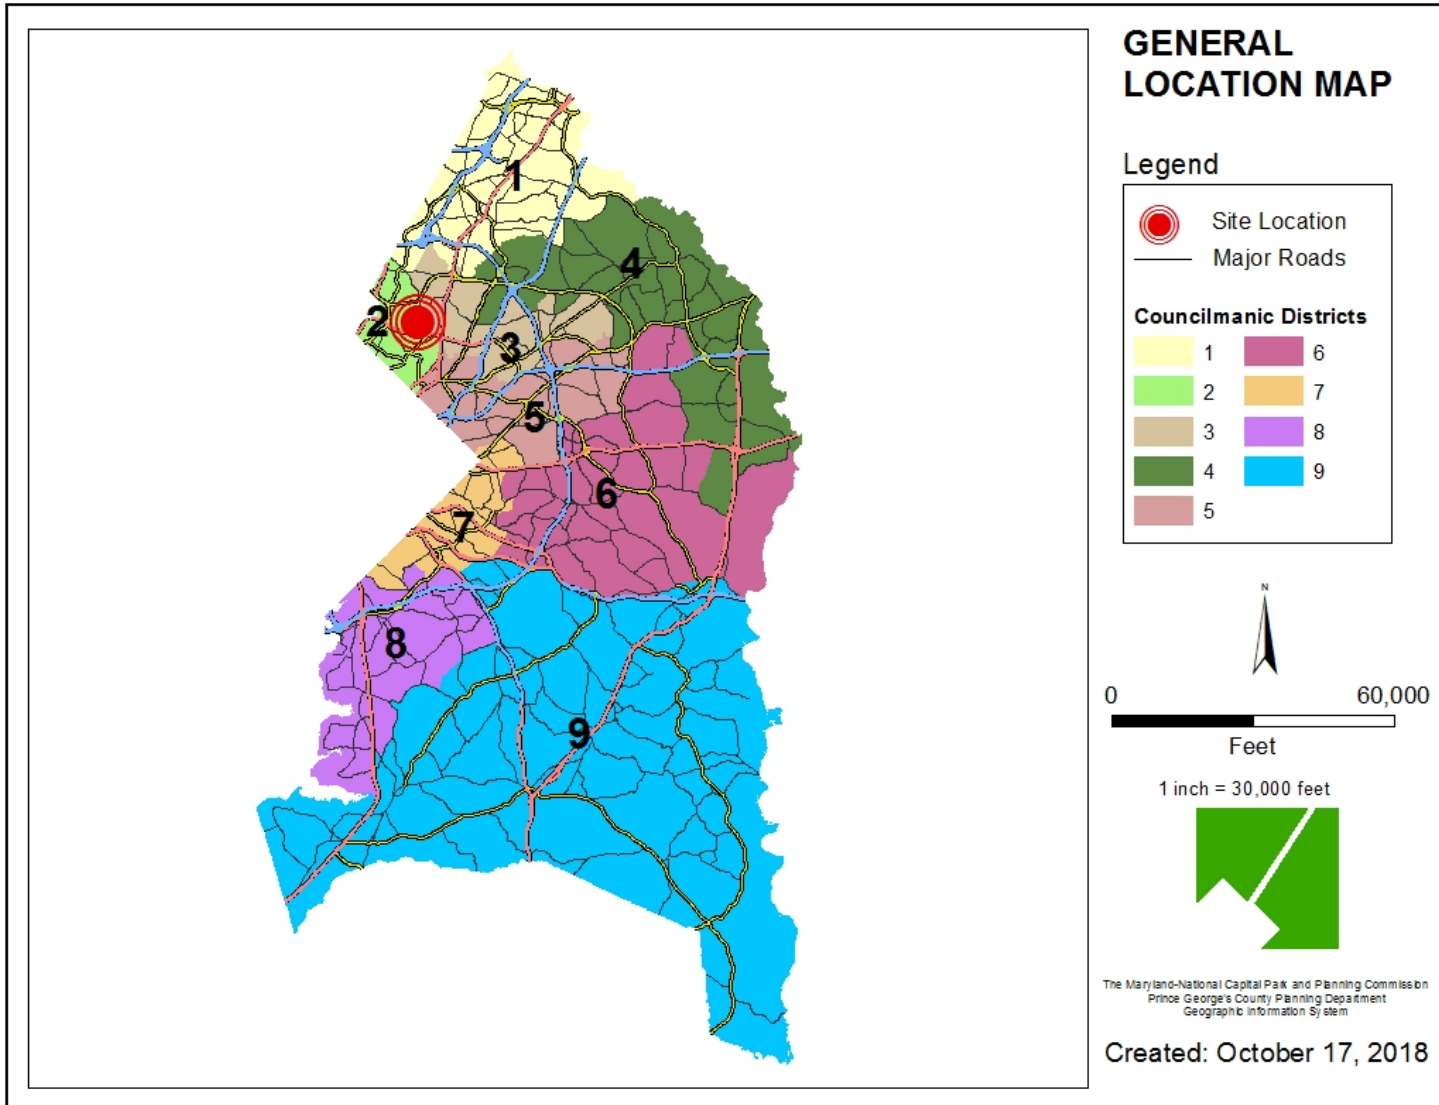 GENERAL
LOCATION MAP
Legend
Site Location
Major Roads
Councilmanic Districts
1 6
2 7
3 8
4 9
5
1
4
2
3
5
6
7
8
9
N
0 60,000
Feet
1 inch = 30,000 feet
The Maryland-National Capital Park and Planning Commission
Prince George's County Planning Department
Geographic Information System
Created: October 17, 2018